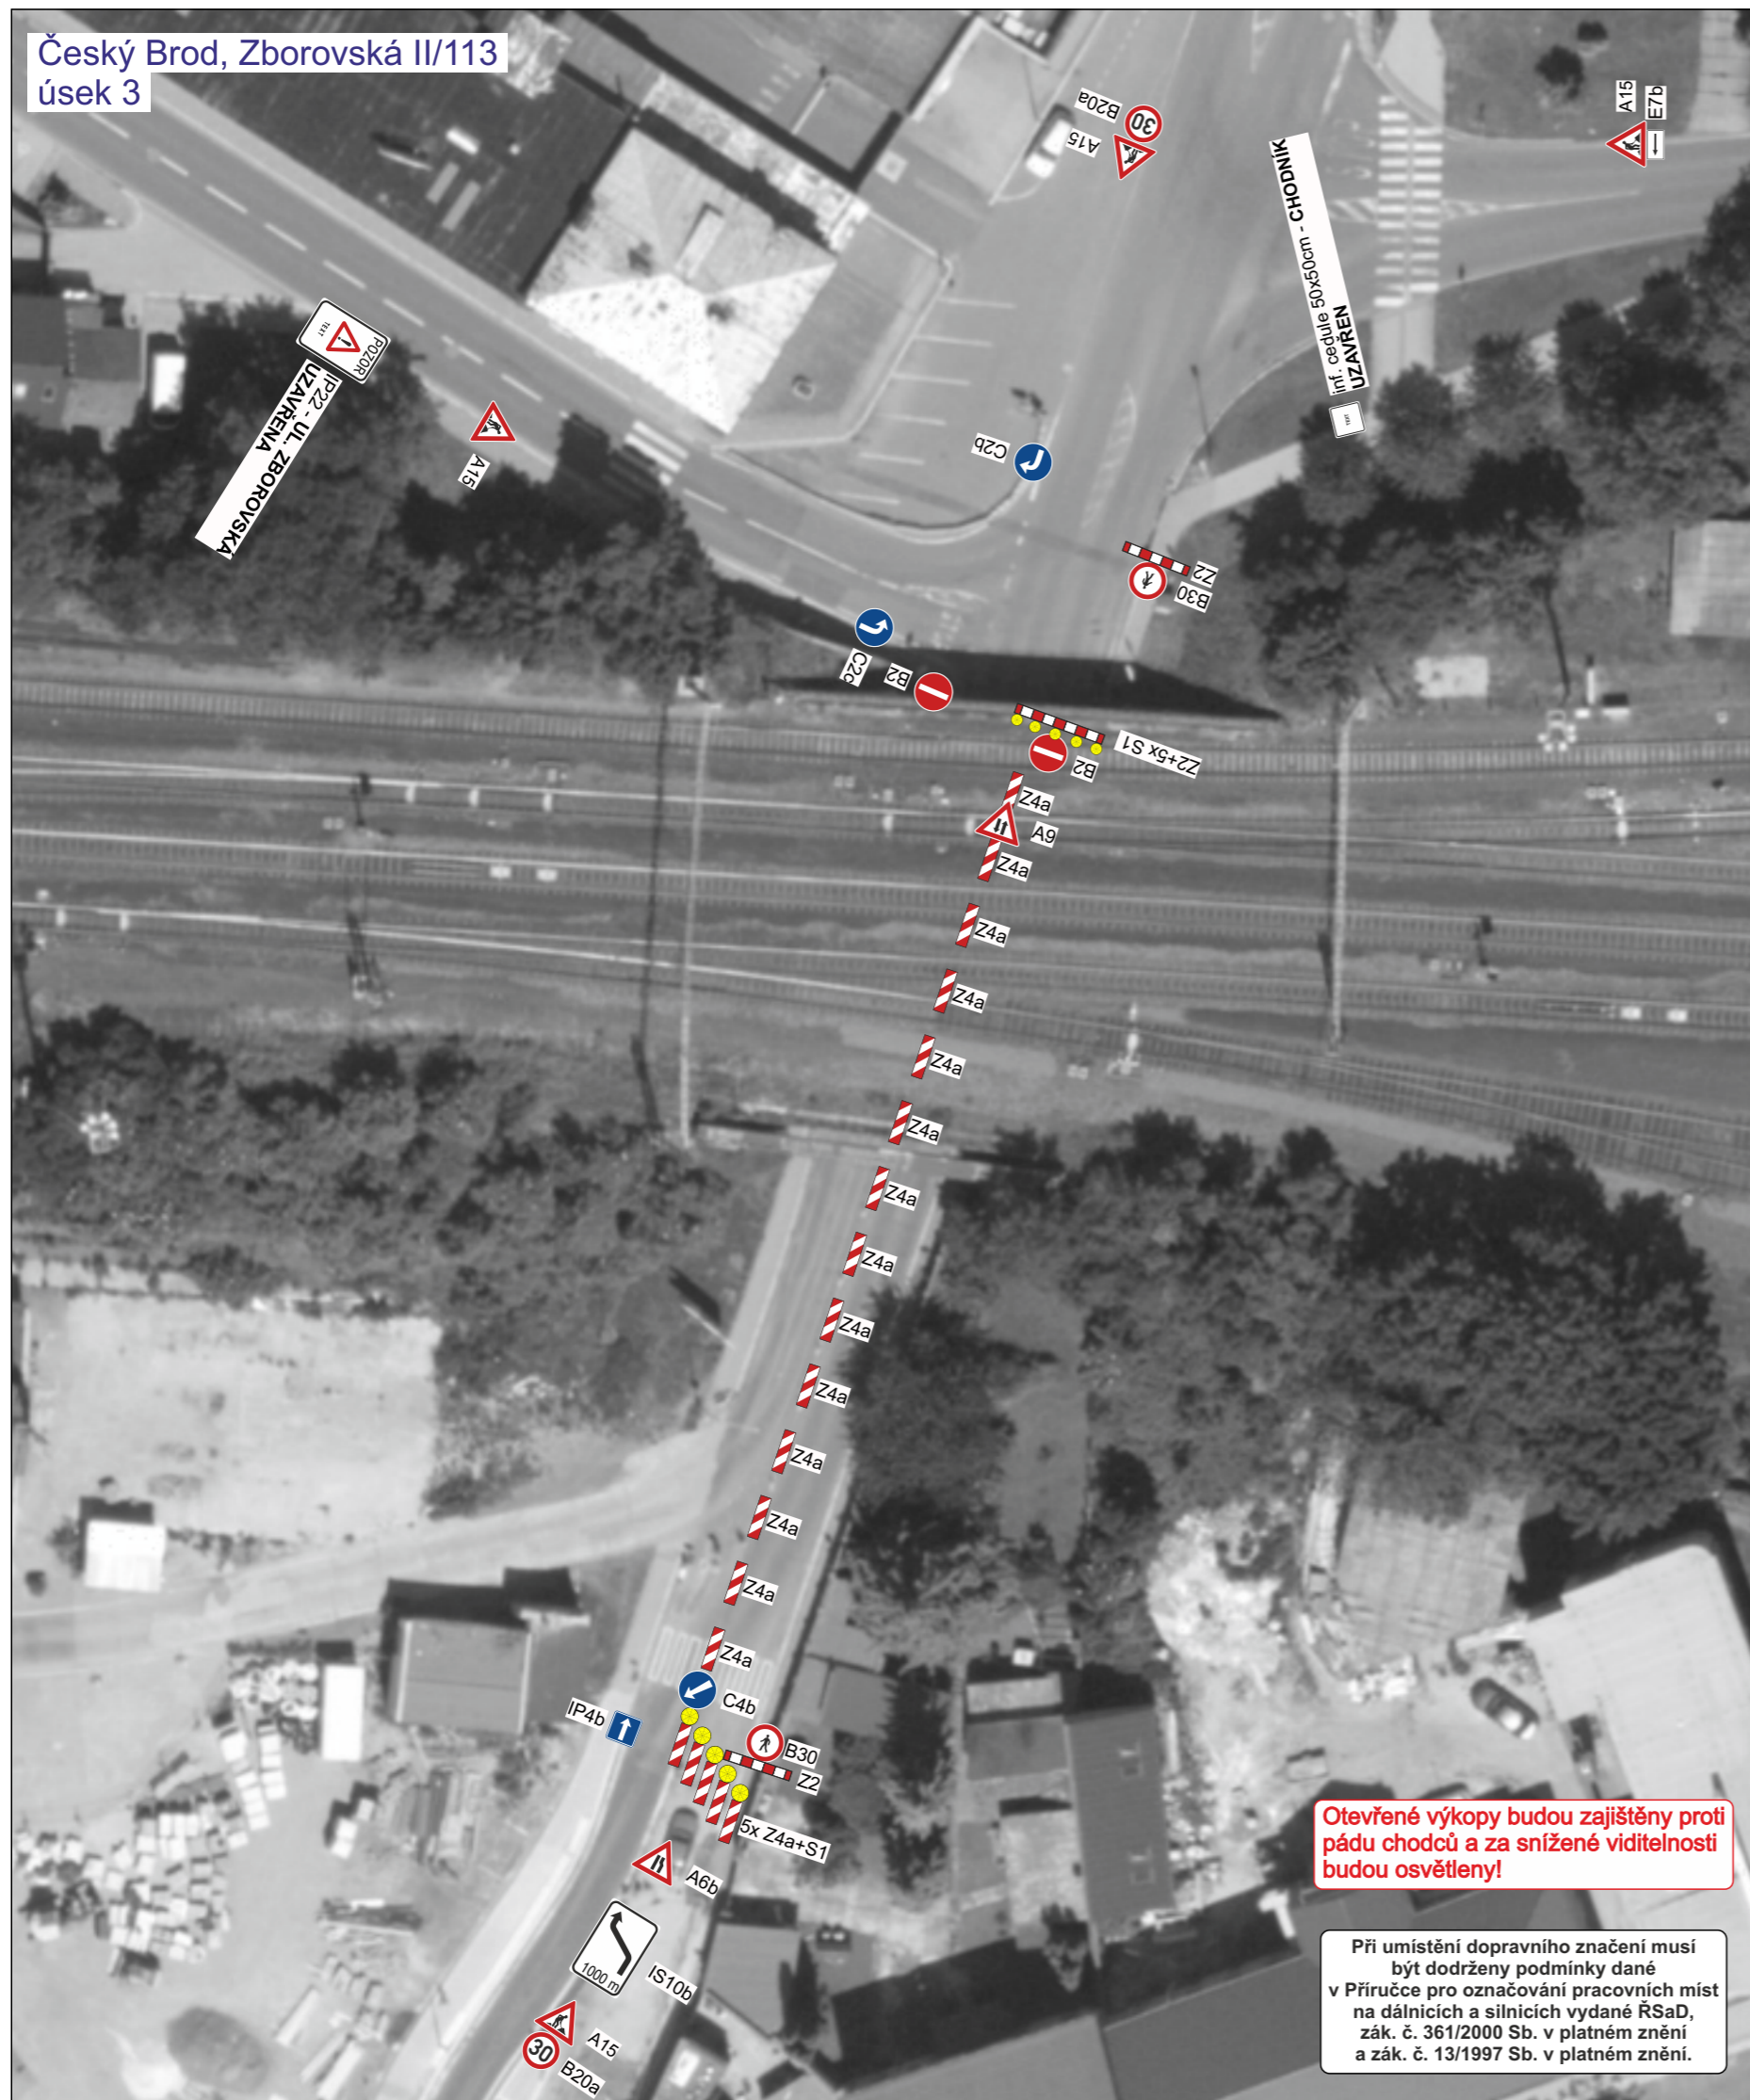 Český Brod, Zborovská II/113
úsek 3
B20a
30
A15
A15
E7b
inf. cedule 50x50cm - CHODNÍK
UZAVŘEN
TEXT
POZOR
TEXT
IP22 - UL. ZBOROVSKÁ
UZAVŘENA
A15
C2b
Z2
B30
C2c
B2
Z2+5x S1
B2
Z4a
A6
Z4a
Z4a
Z4a
Z4a
Z4a
Z4a
Z4a
Z4a
Z4a
Z4a
Z4a
Z4a
Z4a
C4b
IP4b
B30
Z2
5x Z4a+S1
A6b
1000 m
IS10b
A15
30
B20a
Otevřené výkopy budou zajištěny proti
pádu chodců a za snížené viditelnosti
budou osvětleny!
Při umístění dopravního značení musí
být dodrženy podmínky dané
v Příručce pro označování pracovních míst
na dálnicích a silnicích vydané ŘSaD,
zák. č. 361/2000 Sb. v platném znění
a zák. č. 13/1997 Sb. v platném znění.